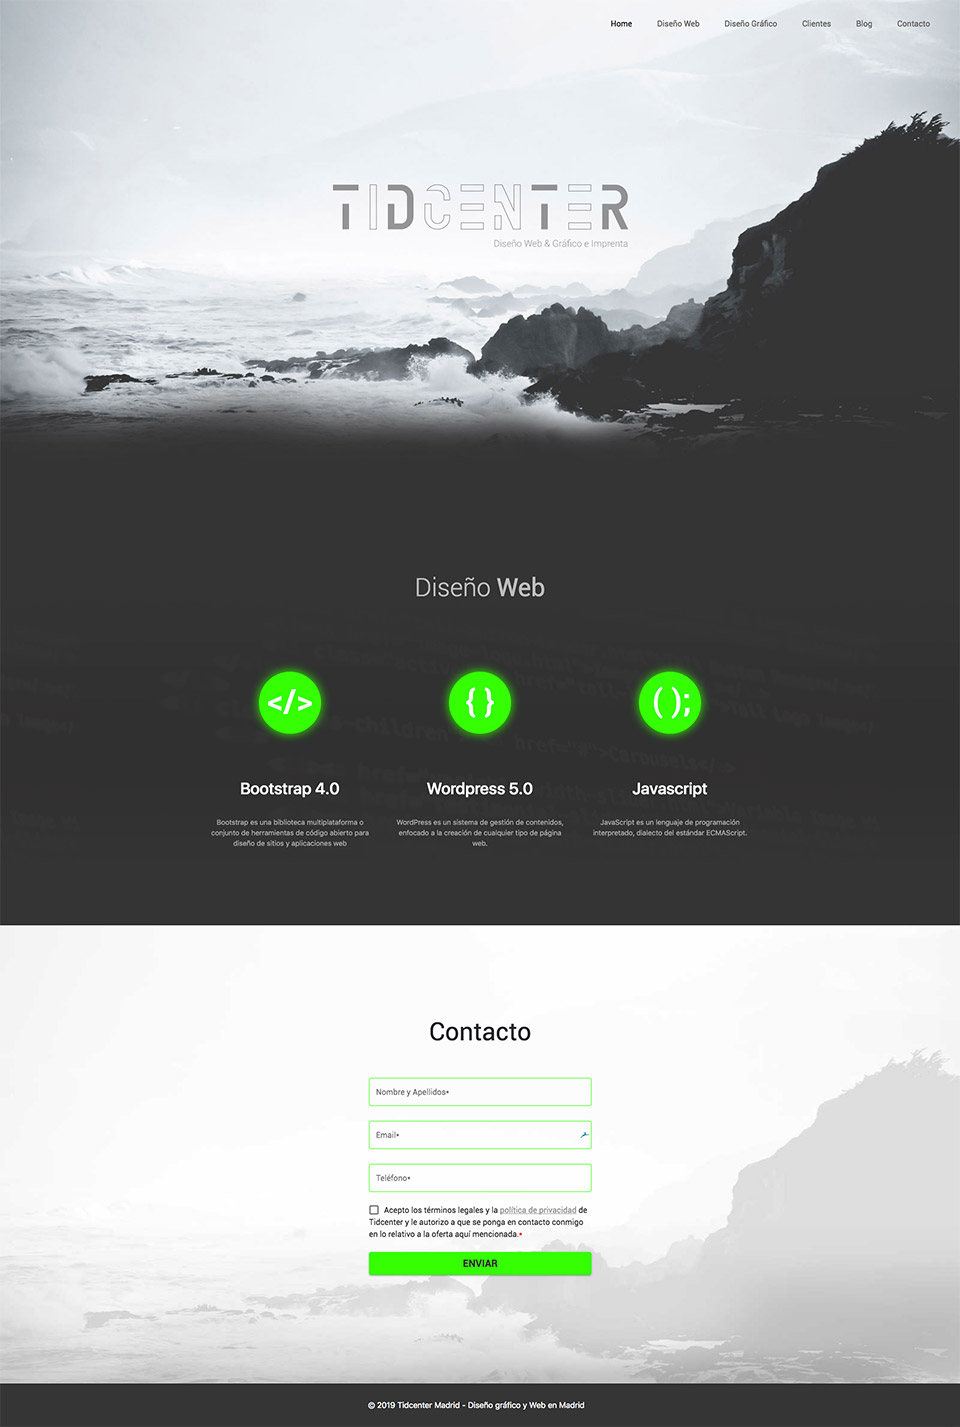 Home Diseño Web Diseño Gráfico Clientes Blog Contacto
TIDCENTER
Diseño Web & Gráfico e Imprenta
Diseño Web
</> { } ( );
Bootstrap 4.0 Wordpress 5.0 Javascript
Bootstrap es una biblioteca multiplataforma o
conjunto de herramientas de código abierto para
diseño de sitios y aplicaciones web
WordPress es un sistema de gestión de contenidos,
enfocado a la creación de cualquier tipo de página
web.
JavaScript es un lenguaje de programación
interpretado, dialecto del estándar ECMAScript.
Contacto
Nombre y Apellidos*
Email*
Teléfono*
Acepto los términos legales y la política de privacidad de
Tidcenter y le autorizo a que se ponga en contacto conmigo
en lo relativo a la oferta aquí mencionada.*
ENVIAR
© 2019 Tidcenter Madrid - Diseño gráfico y Web en Madrid